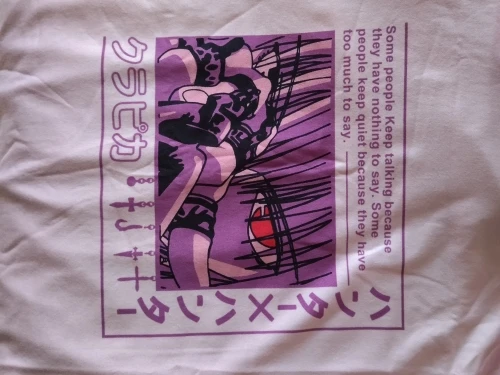 Some people Keep talking because
they have nothing to say. Some
people keep quiet because they have
too much to say.
ハンター×ハンター
クラピカ